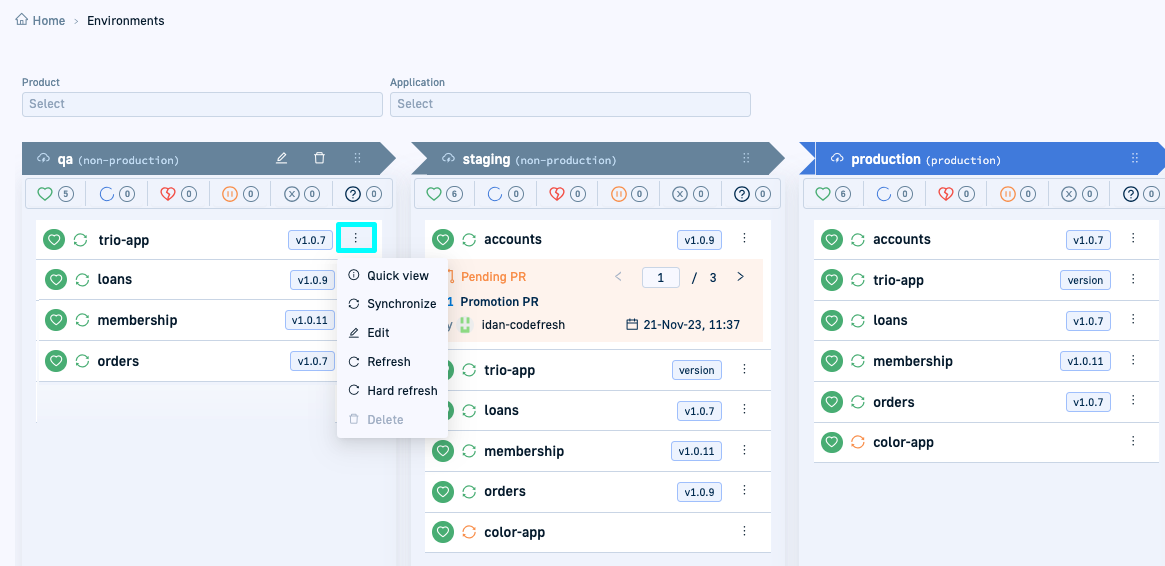 Home › Environments
Product
Application
Select
Select
qa (non-production)
5 0 0 0 0 0
trio-app v1.0.7
loans v1.0.9
membership v1.0.11
orders v1.0.7
Quick view
Synchronize
Edit
Refresh
Hard refresh
Delete
staging (non-production)
6 0 0 0 0 0
accounts v1.0.9
Pending PR < 1 / 3 >
1 Promotion PR
y idan-codefresh 21-Nov-23, 11:37
trio-app version
loans v1.0.7
membership v1.0.11
orders v1.0.9
color-app
production (production)
6 0 0 0 0 0
accounts v1.0.7
trio-app version
loans v1.0.7
membership v1.0.11
orders v1.0.7
color-app